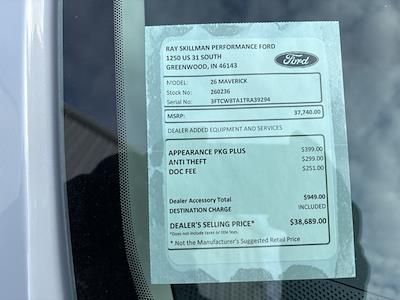 RAY SKILLMAN PERFORMANCE FORD
1250 US 31 SOUTH
GREENWOOD, IN 46143
Ford
MODEL: 26 MAVERICK
Stock No: 260236
Serial No: 3FTCW8TA1TRA39294
MSRP: 37,740.00
DEALER ADDED EQUIPMENT AND SERVICES
APPEARANCE PKG PLUS $399.00
ANTI THEFT $299.00
DOC FEE $251.00
Dealer Accessory Total $949.00
DESTINATION CHARGE INCLUDED
DEALER'S SELLING PRICE* $38,689.00
*Does not include taxes or title fees.
* Not the Manufacturer's Suggested Retail Price